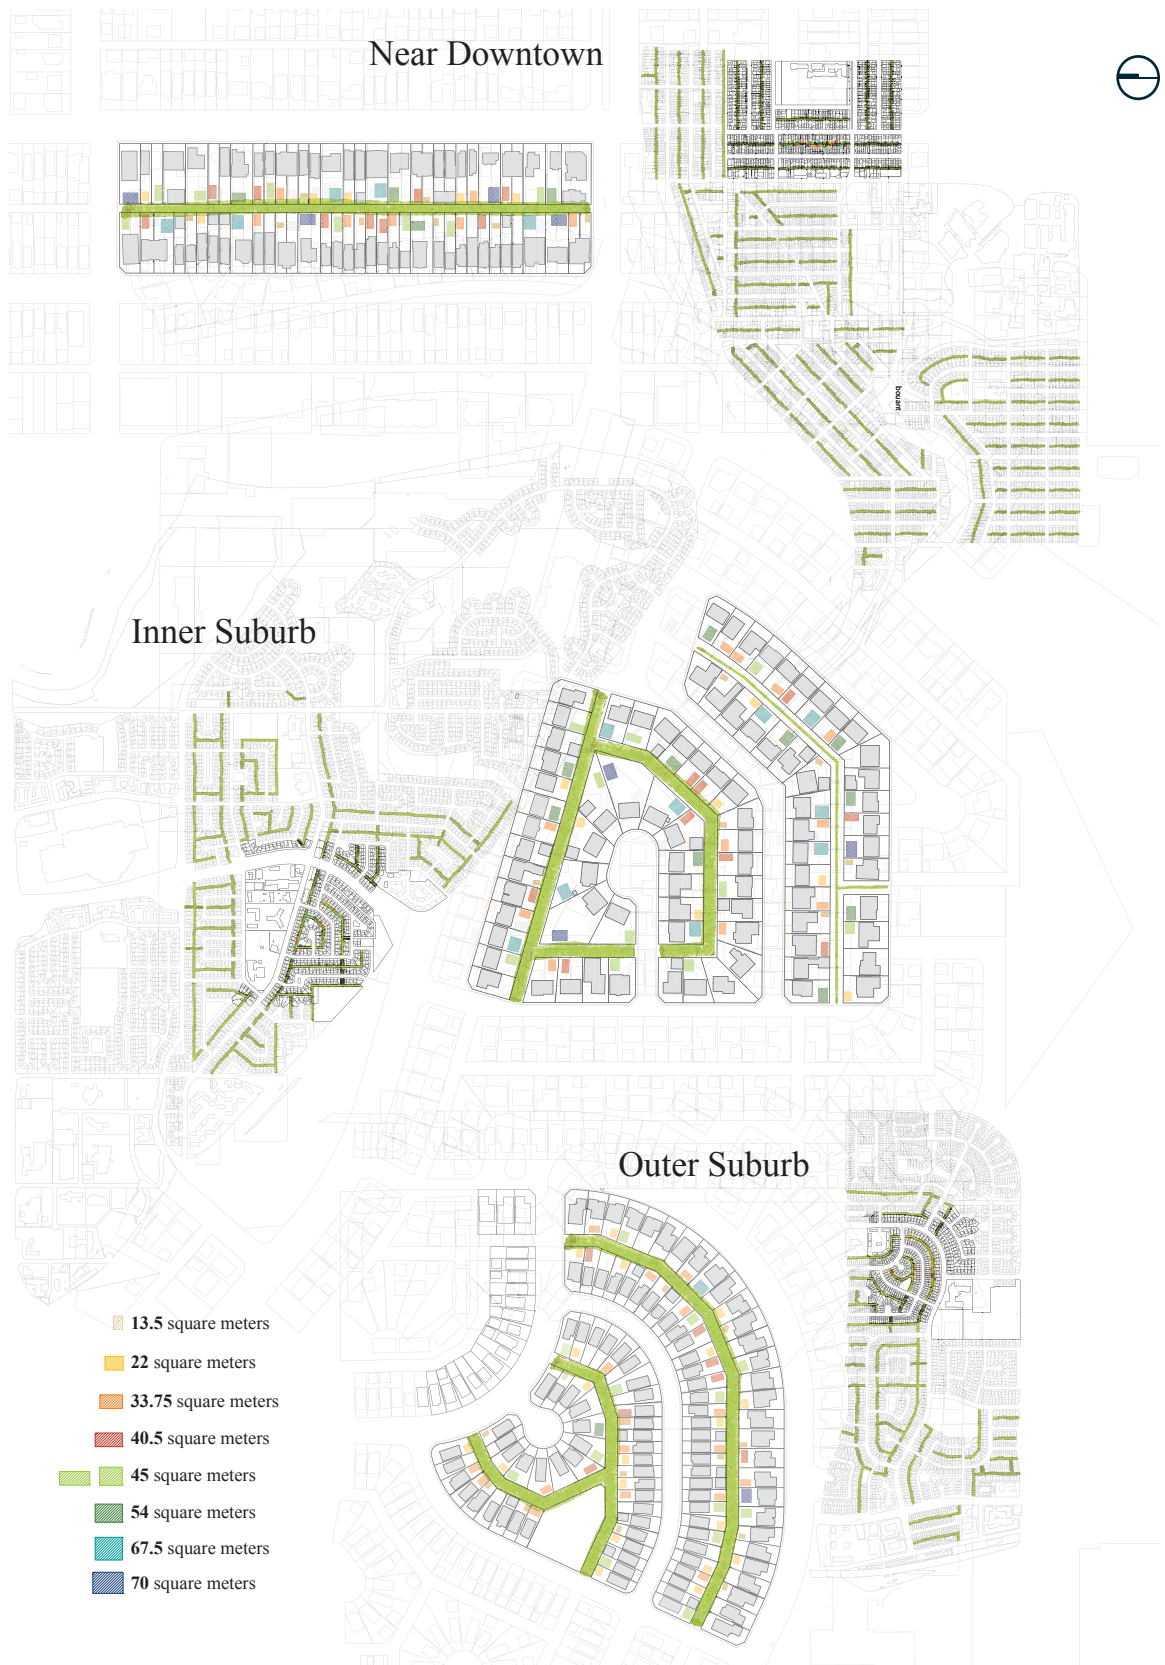 Near Downtown
bouant
Inner Suburb
Outer Suburb
13.5 square meters
22 square meters
33.75 square meters
40.5 square meters
45 square meters
54 square meters
67.5 square meters
70 square meters